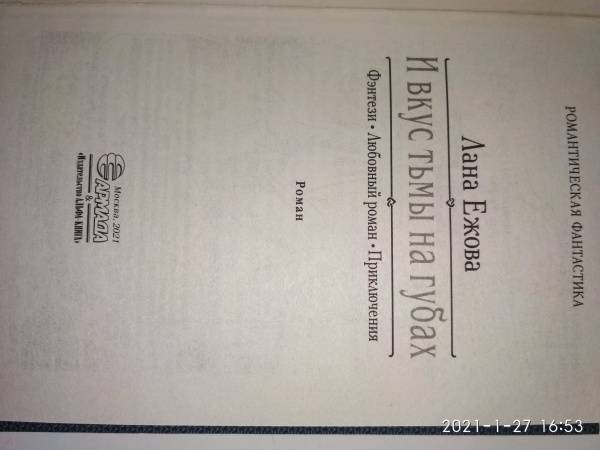 РОМАНТИЧЕСКАЯ ФАНТАСТИКА
Лана Ежова
И ВКУС ТЬМЫ НА ГУБАХ
Фэнтези • Любовный роман • Приключения
Роман
Москва, 2021
АРМАДА
&
«Издательство АЛЬФА-КНИГА»
2021-1-27 16:53